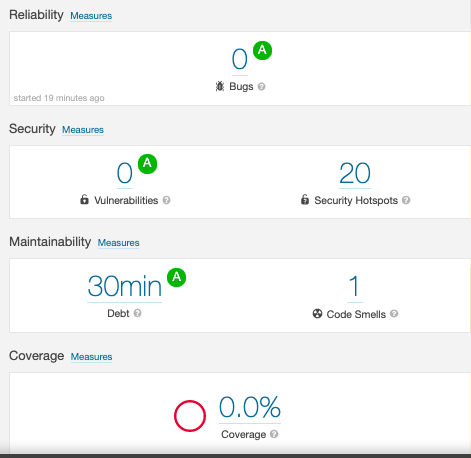 Reliability Measures
0 A
Bugs ?
started 19 minutes ago
Security Measures
0 A 20
Vulnerabilities ? Security Hotspots ?
Maintainability Measures
30min A 1
Debt ? Code Smells ?
Coverage Measures
0.0%
Coverage ?